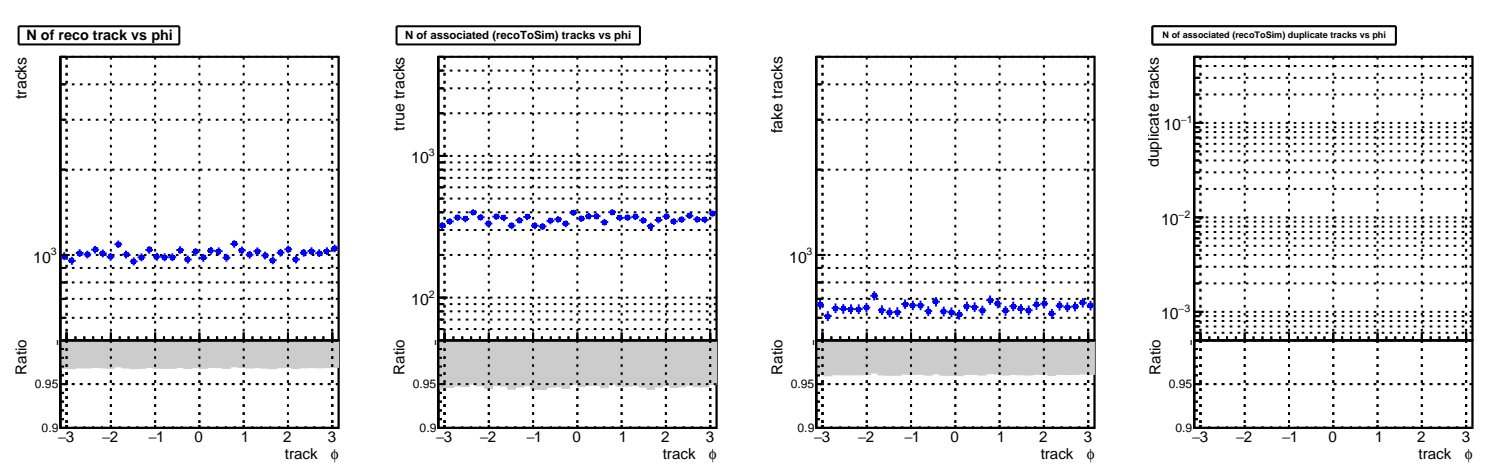 N of reco track vs phi
tracks
10³
Ratio
0.95
0.9
−3 −2 −1 0 1 2 3
track ϕ
N of associated (recoToSim) tracks vs phi
true tracks
10³
10²
Ratio
0.95
0.9
−3 −2 −1 0 1 2 3
track ϕ
fake tracks
10³
Ratio
0.95
0.9
−3 −2 −1 0 1 2 3
track ϕ
N of associated (recoToSim) duplicate tracks vs phi
duplicate tracks
10⁻¹
10⁻²
10⁻³
Ratio
0.95
0.9
−3 −2 −1 0 1 2 3
track ϕ